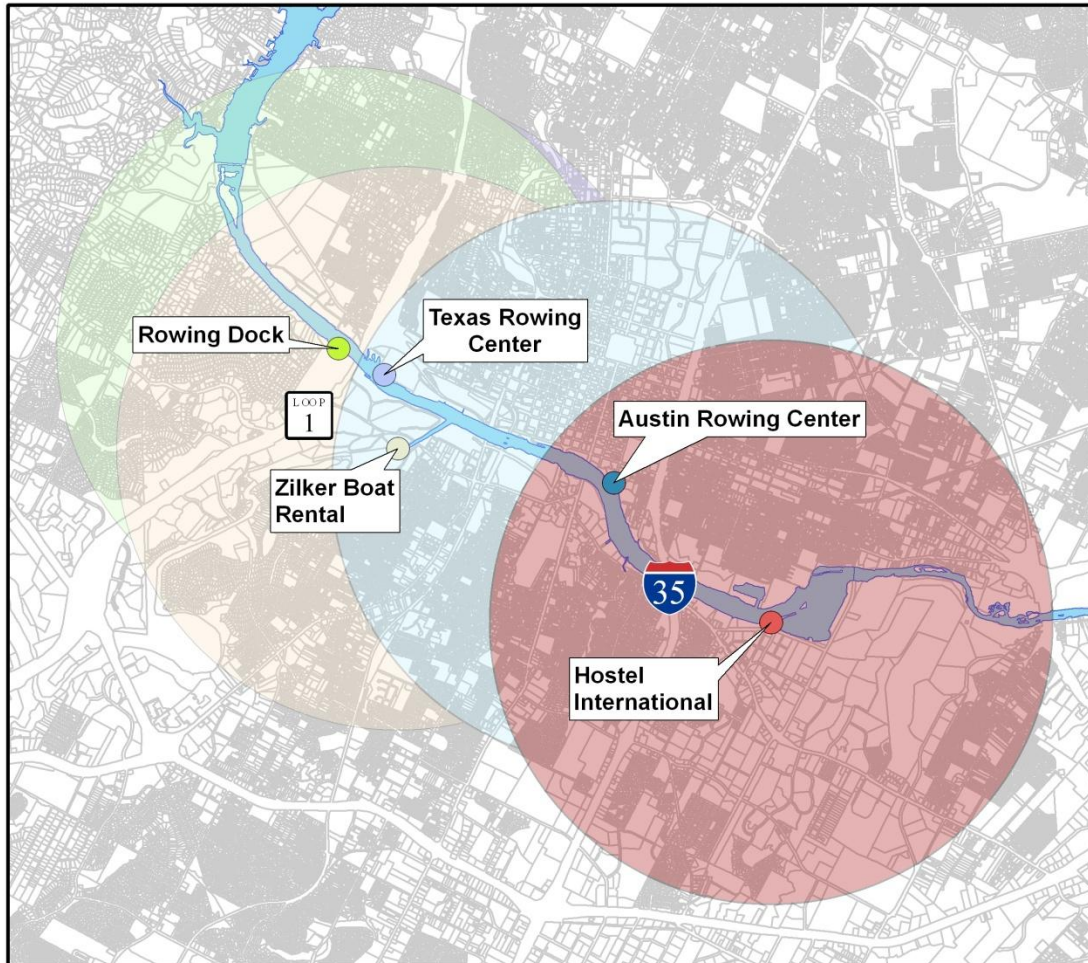 Rowing Dock
Texas Rowing
Center
LOOP
1
Austin Rowing Center
Zilker Boat
Rental
35
Hostel
International